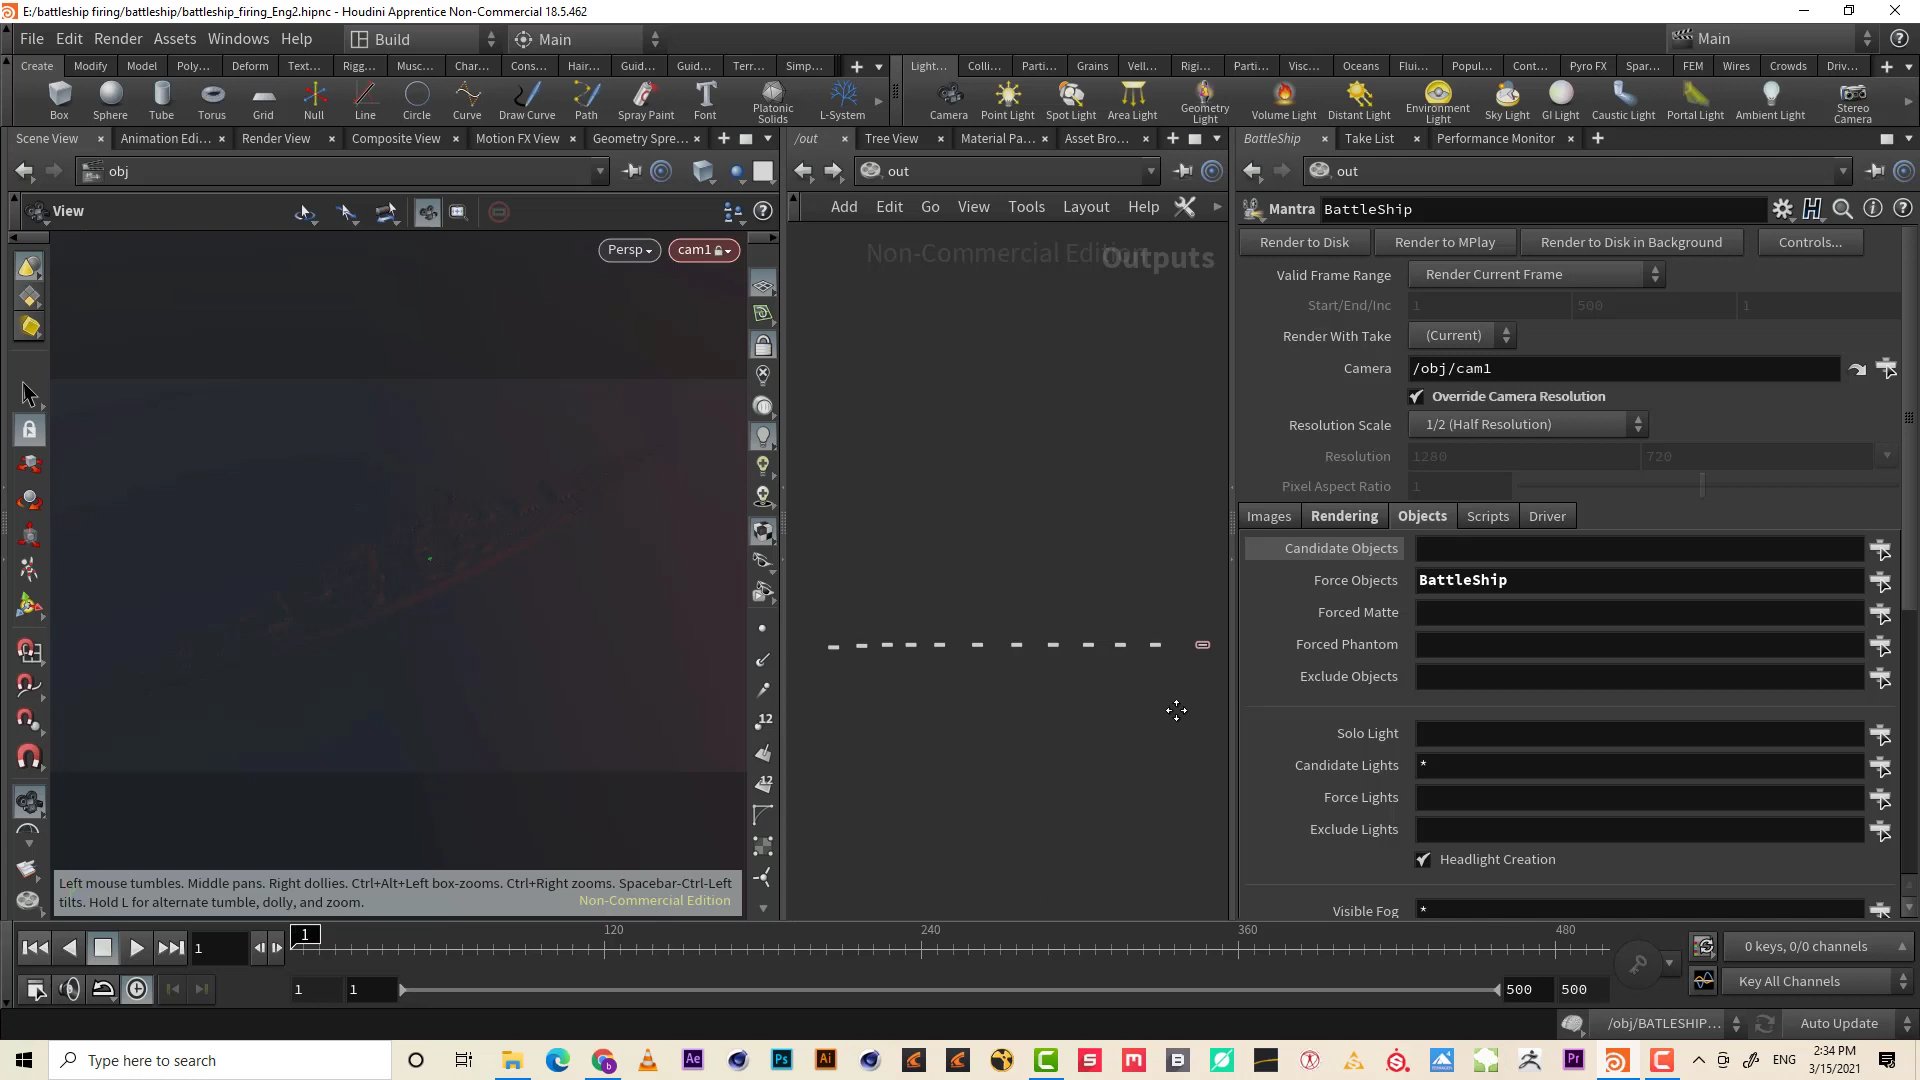 E:/battleship firing/battleship/battleship_firing_Eng2.hipnc - Houdini Apprentice Non-Commercial 18.5.462
File Edit Render Assets Windows Help Build Main Main
Create Modify Model Poly... Deform Text... Rigg... Musc... Char... Cons... Hair... Guid... Guid... Terr... Simp... Light... Colli... Parti... Grains Vell... Rigi... Parti... Visc... Oceans Flui... Popul... Cont... Pyro FX Spar... FEM Wires Crowds Driv...
Box Sphere Tube Torus Grid Null Line Circle Curve Draw Curve Path Spray Paint Font Platonic Solids L-System Camera Point Light Spot Light Area Light Geometry Light Volume Light Distant Light Environment Light Sky Light GI Light Caustic Light Portal Light Ambient Light Stereo Camera
Scene View Animation Edi... Render View Composite View Motion FX View Geometry Spre... /out Tree View Material Pa... Asset Bro... BattleShip Take List Performance Monitor
obj out out
View Add Edit Go View Tools Layout Help Mantra BattleShip
Persp cam1 Non-Commercial Edition Outputs
Render to Disk Render to MPlay Render to Disk in Background Controls...
Valid Frame Range Render Current Frame
Start/End/Inc 1 500 1
Render With Take (Current)
Camera /obj/cam1
Override Camera Resolution
Resolution Scale 1/2 (Half Resolution)
Resolution 1280 720
Pixel Aspect Ratio 1
Images Rendering Objects Scripts Driver
Candidate Objects
Force Objects BattleShip
Forced Matte
Forced Phantom
Exclude Objects
Solo Light
Candidate Lights *
Force Lights
Exclude Lights
Headlight Creation
Visible Fog *
12
12
Left mouse tumbles. Middle pans. Right dollies. Ctrl+Alt+Left box-zooms. Ctrl+Right zooms. Spacebar-Ctrl-Left
tilts. Hold L for alternate tumble, dolly, and zoom. Non-Commercial Edition
1 1 120 240 360 480 0 keys, 0/0 channels
1 1 500 500 Key All Channels
/obj/BATLESHIP... Auto Update
Type here to search ENG 2:34 PM
3/15/2021